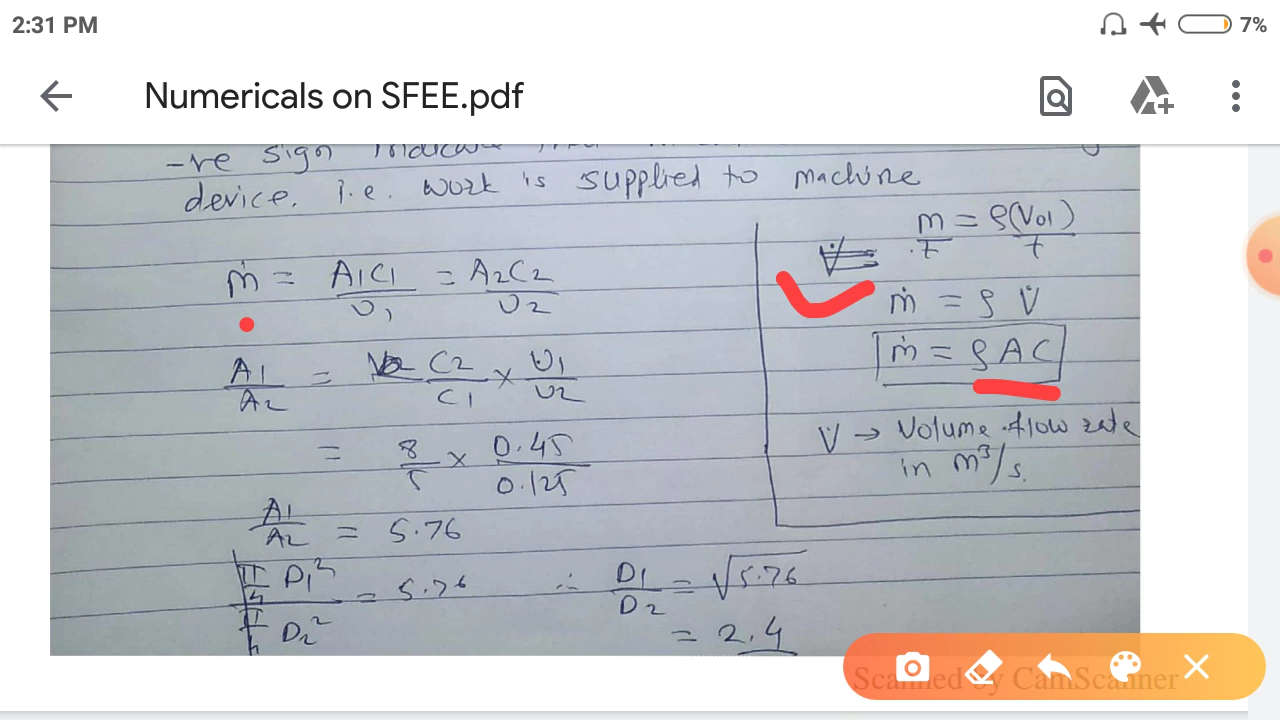 2:31 PM
7%
Numericals on SFEE.pdf
-ve sign indicate that
device. i.e. work is supplied to machine
ṁ = A1C1/υ1 = A2C2/υ2
A1/A2 = C2/C1 × υ1/υ2
= 8/5 × 0.45/0.125
A1/A2 = 5.76
π/4 D1² / π/4 D2² = 5.76 ∴ D1/D2 = √5.76
= 2.4
m/t = ρ(Vol)/t
ṁ = ρ V̇
ṁ = ρAC
V̇ → Volume flow rate
in m³/s.
Scanned by CamScanner